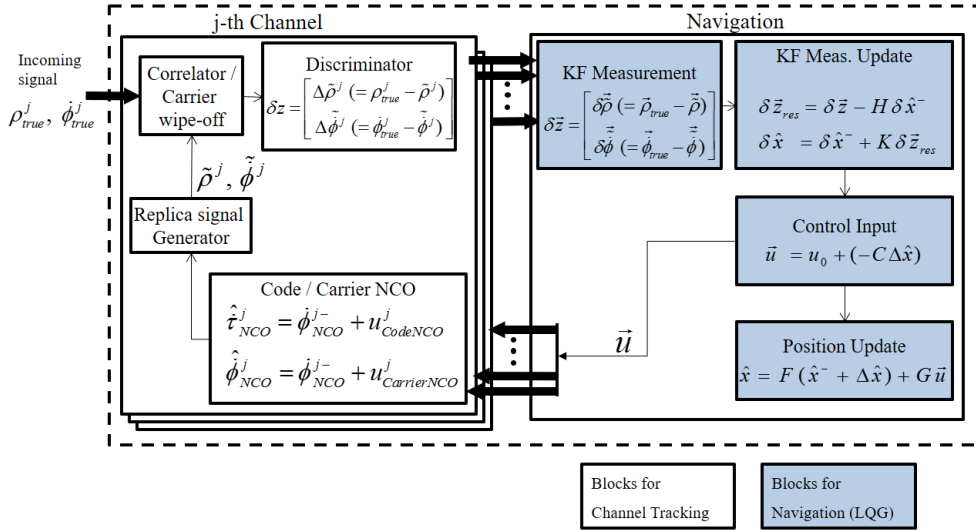 j-th Channel
Navigation
Incoming
signal
ρ^j_true, φ̇^j_true
Correlator /
Carrier
wipe-off
Discriminator
δz = [Δρ̃^j (= ρ^j_true − ρ̃^j)
Δφ̇̃^j (= φ̇^j_true − φ̇̃^j)]
ρ̃^j, φ̇̃^j
Replica signal
Generator
Code / Carrier NCO
τ̇̂^j_NCO = φ̇^j−_NCO + u^j_CodeNCO
φ̇̂^j_NCO = φ̇^j−_NCO + u^j_CarrierNCO
KF Measurement
δz⃗ = [δρ̃⃗ (= ρ⃗_true − ρ̃⃗)
δφ̇̃⃗ (= φ̇⃗_true − φ̇̃⃗)]
KF Meas. Update
δz⃗_res = δz⃗ − H δx̂⁻
δx̂ = δx̂⁻ + K δz⃗_res
Control Input
u⃗ = u₀ + (−CΔx̂)
u⃗
Position Update
x̂ = F (x̂⁻ + Δx̂) + G u⃗
Blocks for
Channel Tracking
Blocks for
Navigation (LQG)